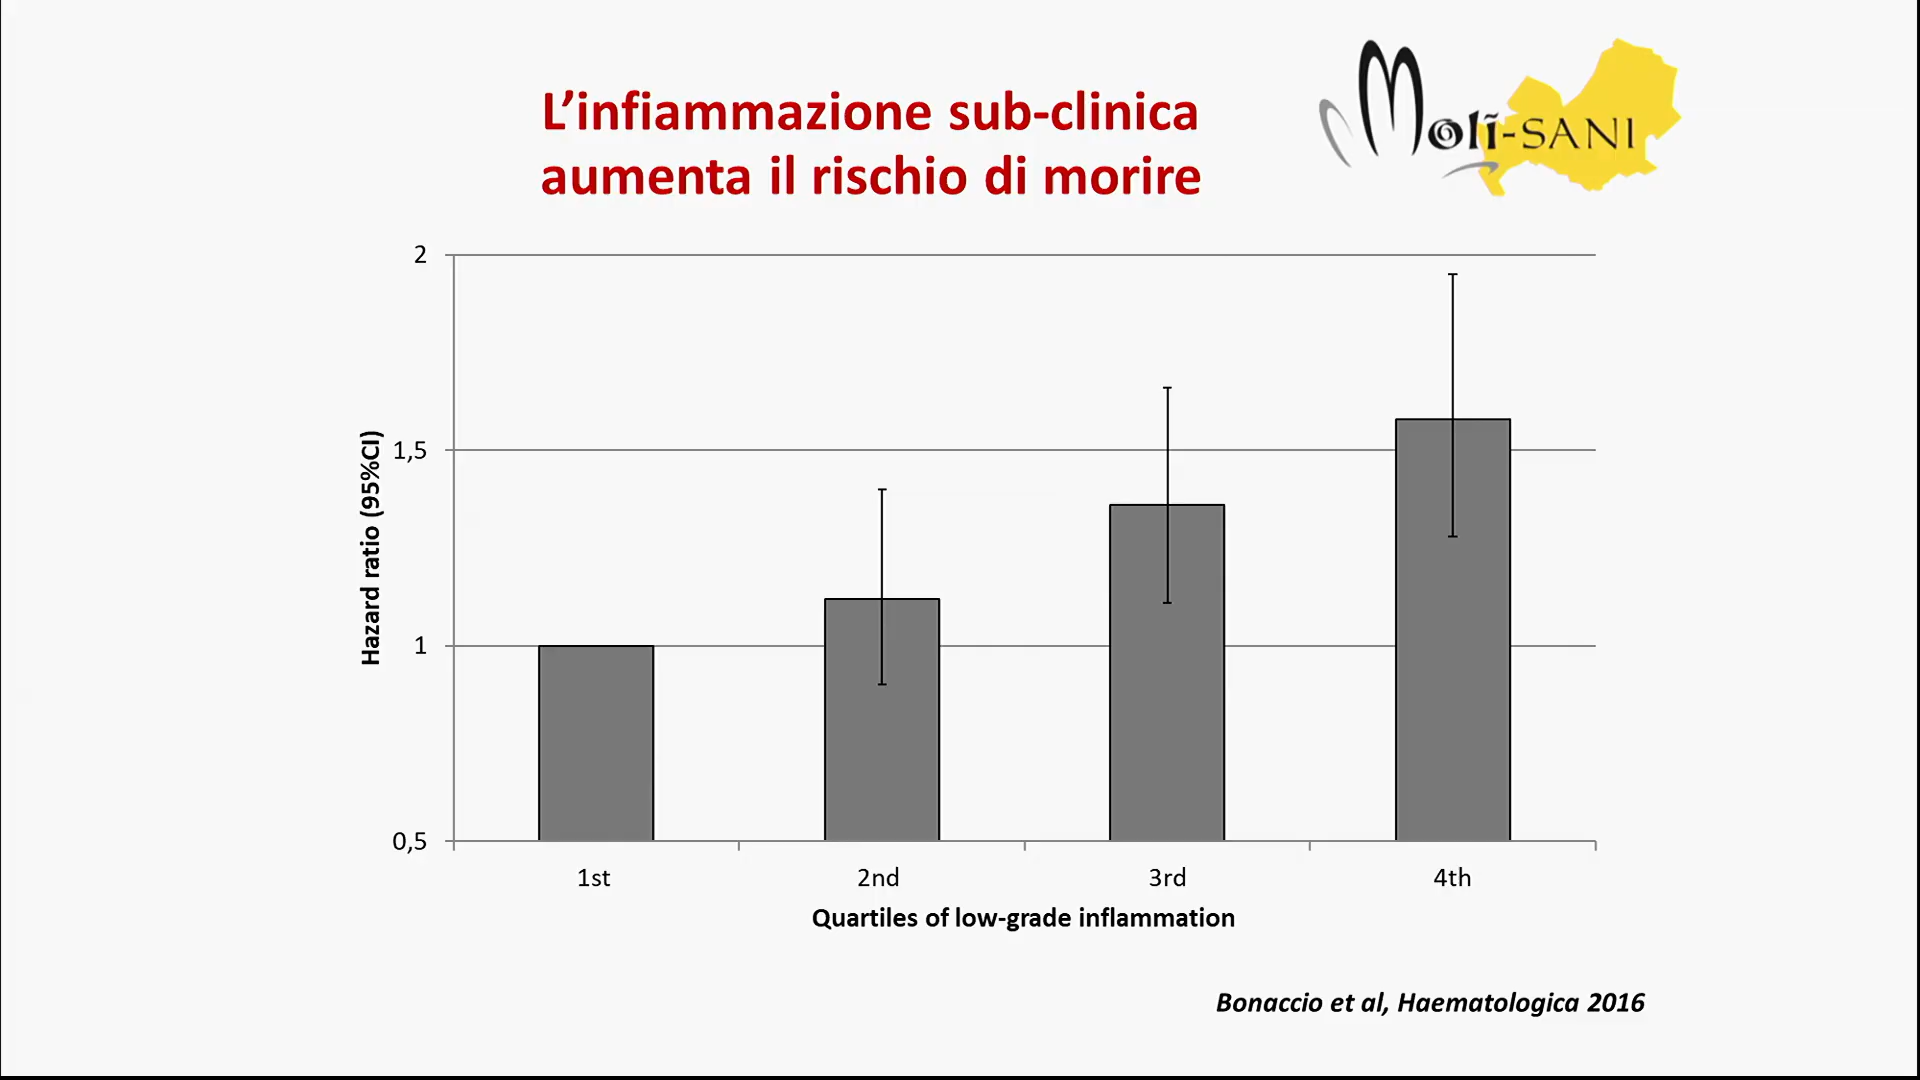 L’infiammazione sub-clinica
aumenta il rischio di morire
Moli-SANI
2
1,5
1
0,5
Hazard ratio (95%CI)
1st
2nd
3rd
4th
Quartiles of low-grade inflammation
Bonaccio et al, Haematologica 2016